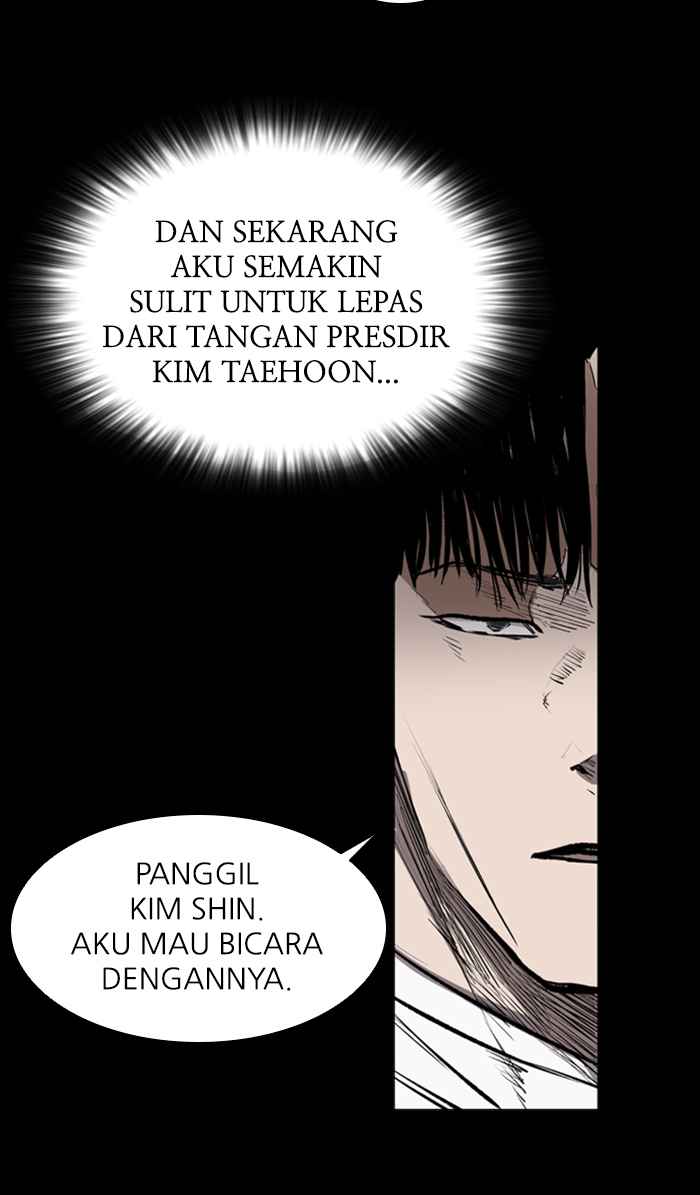 DAN SEKARANG
AKU SEMAKIN
SULIT UNTUK LEPAS
DARI TANGAN PRESDIR
KIM TAEHOON...
PANGGIL
KIM SHIN.
AKU MAU BICARA
DENGANNYA.